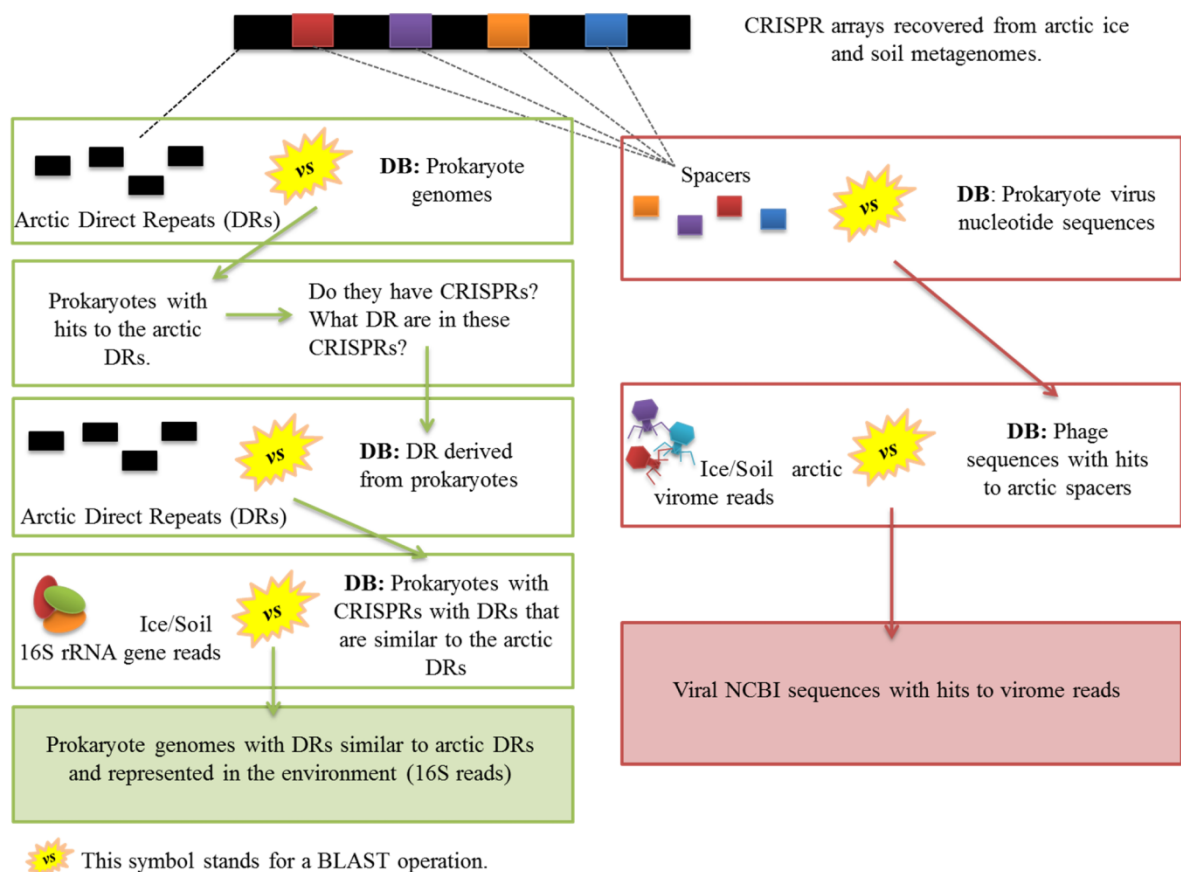 CRISPR arrays recovered from arctic ice
and soil metagenomes.
vs
DB: Prokaryote
genomes
Arctic Direct Repeats (DRs)
Prokaryotes with
hits to the arctic
DRs.
Do they have CRISPRs?
What DR are in these
CRISPRs?
vs
DB: DR derived
from prokaryotes
Arctic Direct Repeats (DRs)
Ice/Soil
16S rRNA gene reads
vs
DB: Prokaryotes with
CRISPRs with DRs that
are similar to the arctic
DRs
Prokaryote genomes with DRs similar to arctic DRs
and represented in the environment (16S reads)
Spacers
vs
DB: Prokaryote virus
nucleotide sequences
Ice/Soil arctic
virome reads
vs
DB: Phage
sequences with hits
to arctic spacers
Viral NCBI sequences with hits to virome reads
vs This symbol stands for a BLAST operation.